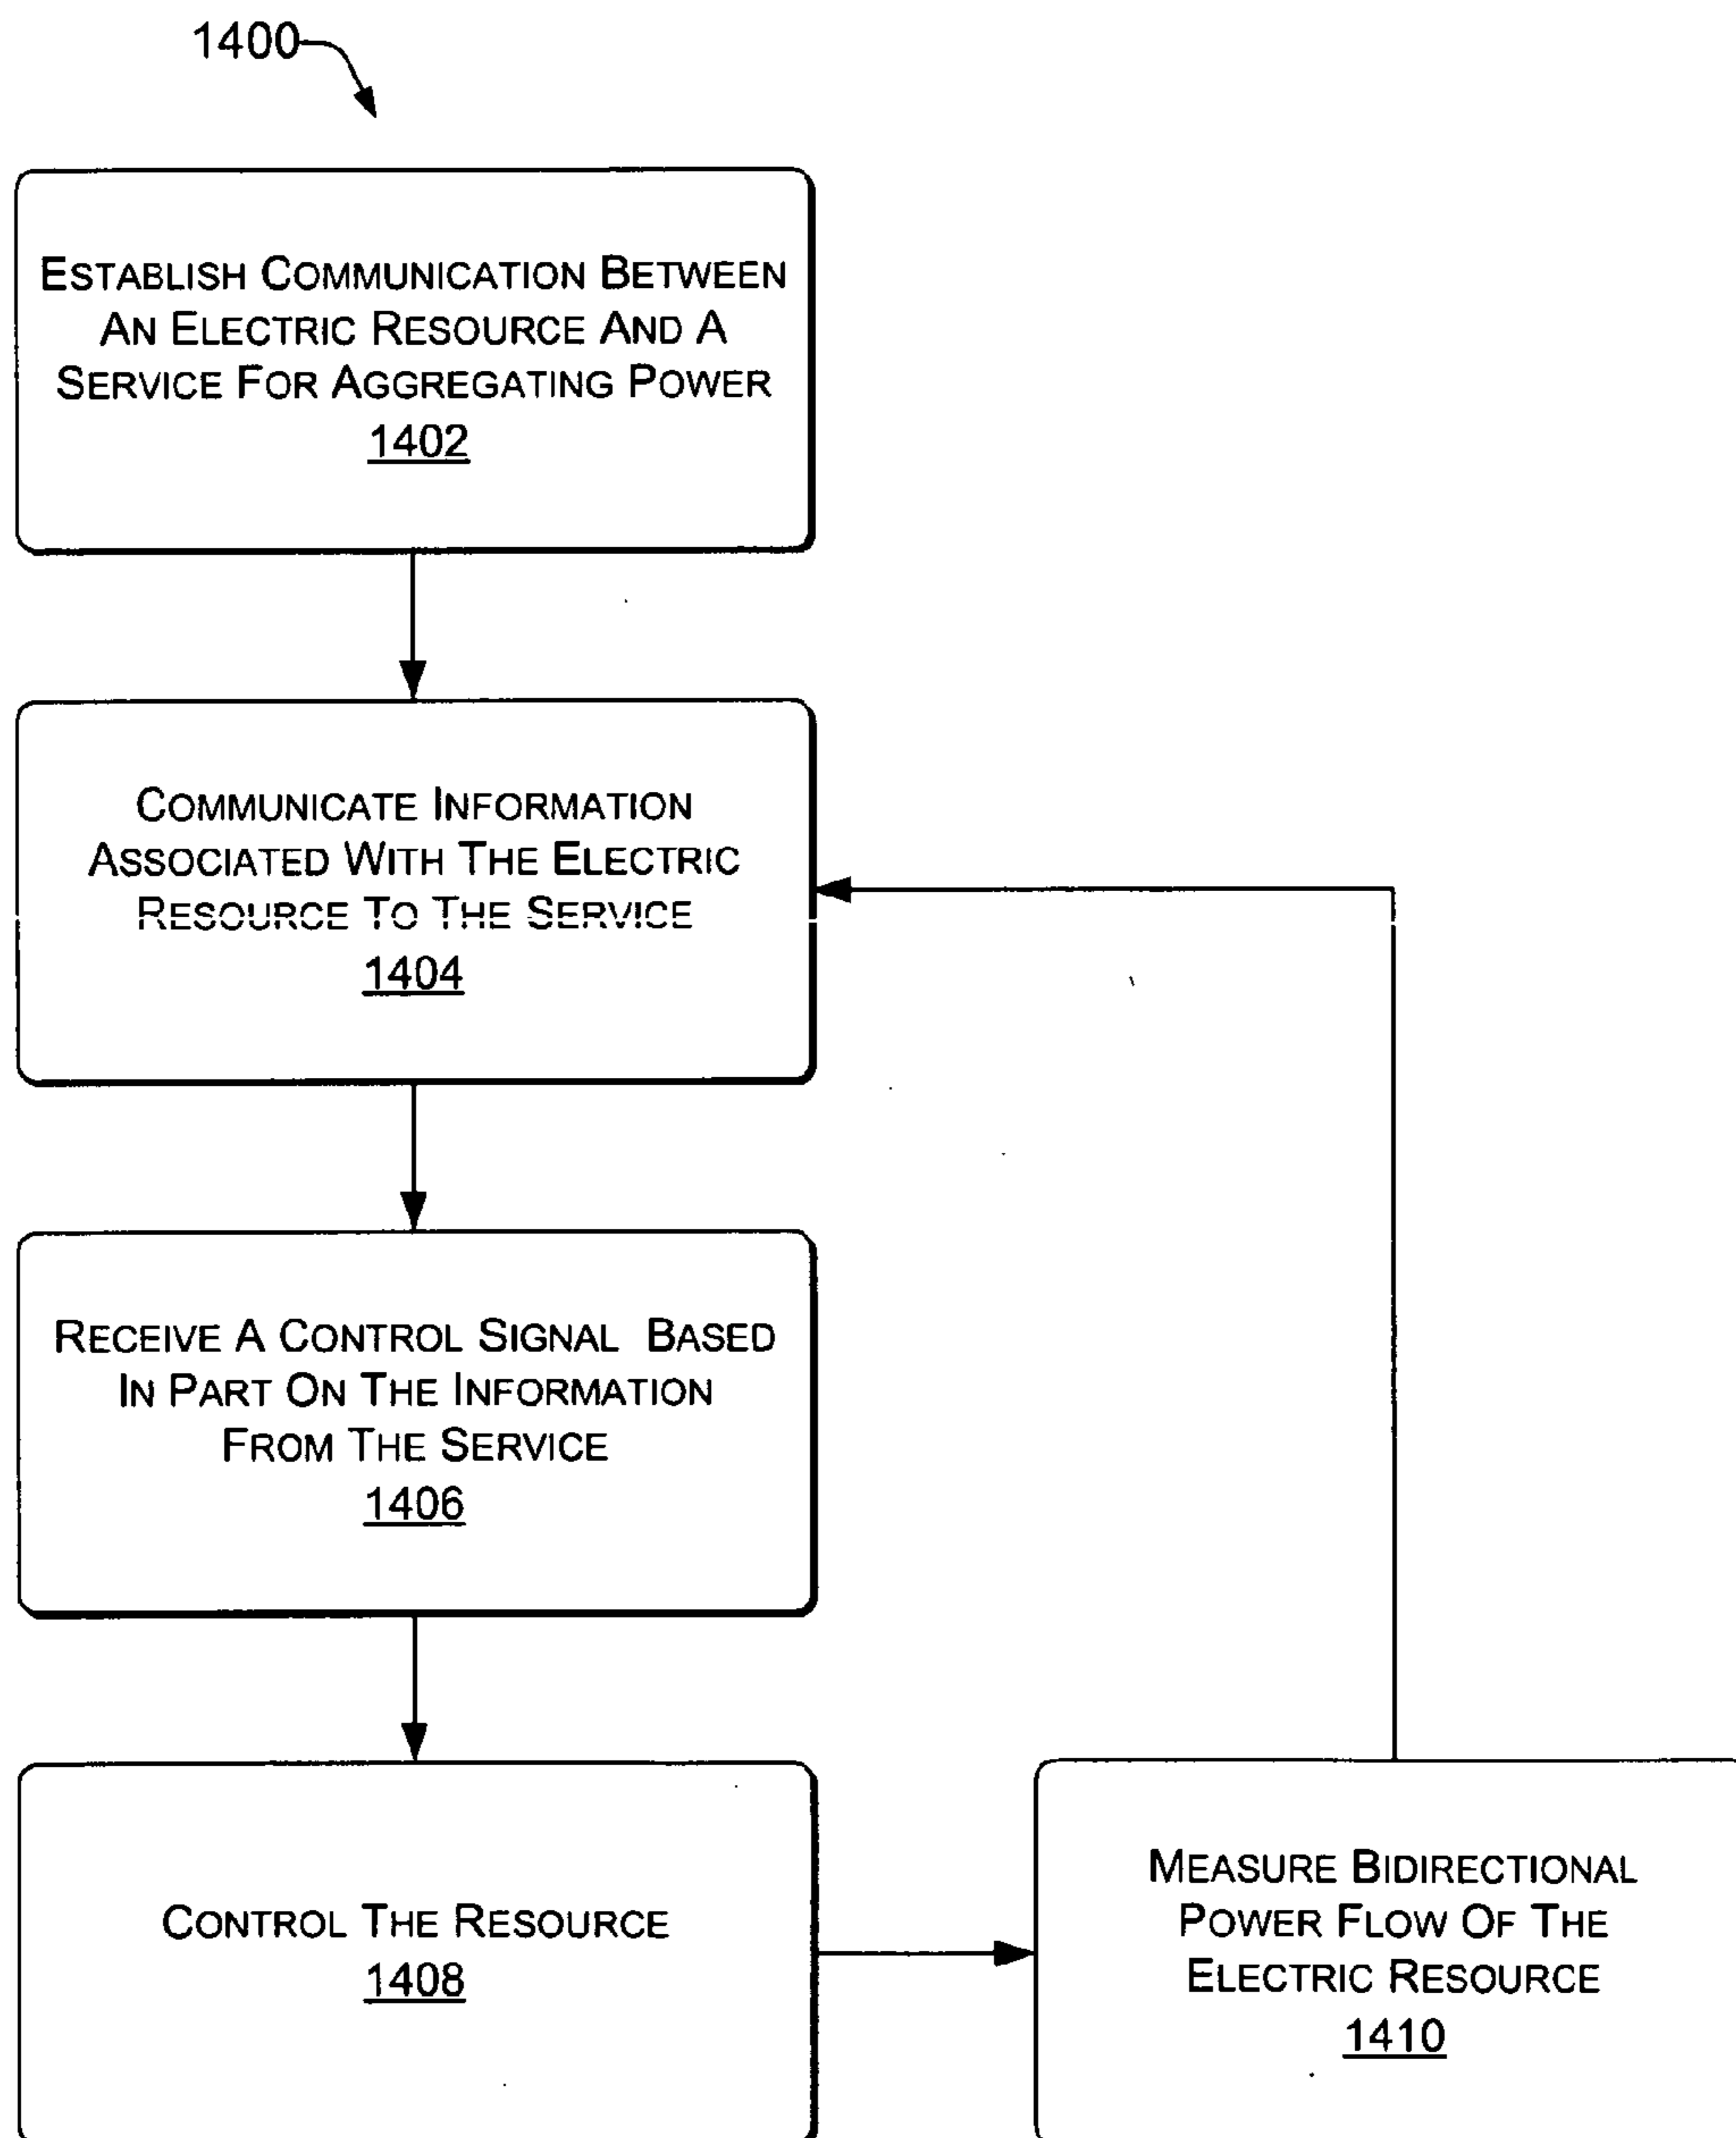 1400
ESTABLISH COMMUNICATION BETWEEN
AN ELECTRIC RESOURCE AND A
SERVICE FOR AGGREGATING POWER
1402
COMMUNICATE INFORMATION
ASSOCIATED WITH THE ELECTRIC
RESOURCE TO THE SERVICE
1404
RECEIVE A CONTROL SIGNAL BASED
IN PART ON THE INFORMATION
FROM THE SERVICE
1406
CONTROL THE RESOURCE
1408
MEASURE BIDIRECTIONAL
POWER FLOW OF THE
ELECTRIC RESOURCE
1410